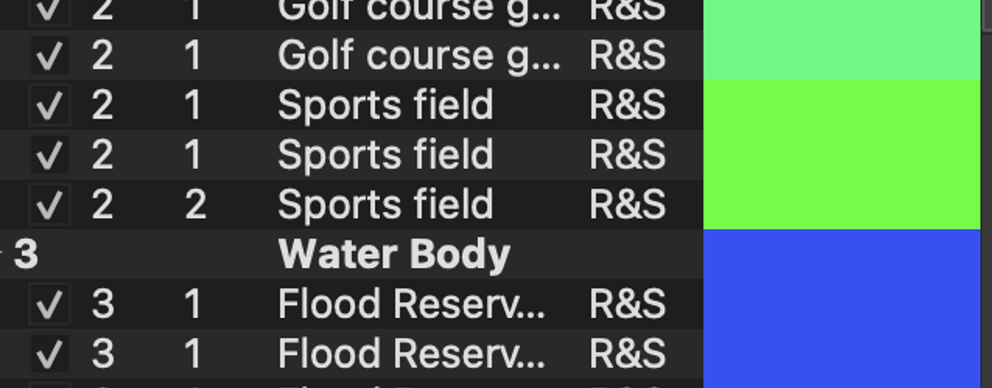 2 1 Golf course g... R&S
2 1 Golf course g... R&S
2 1 Sports field R&S
2 1 Sports field R&S
2 2 Sports field R&S
3 Water Body
3 1 Flood Reserv... R&S
3 1 Flood Reserv... R&S